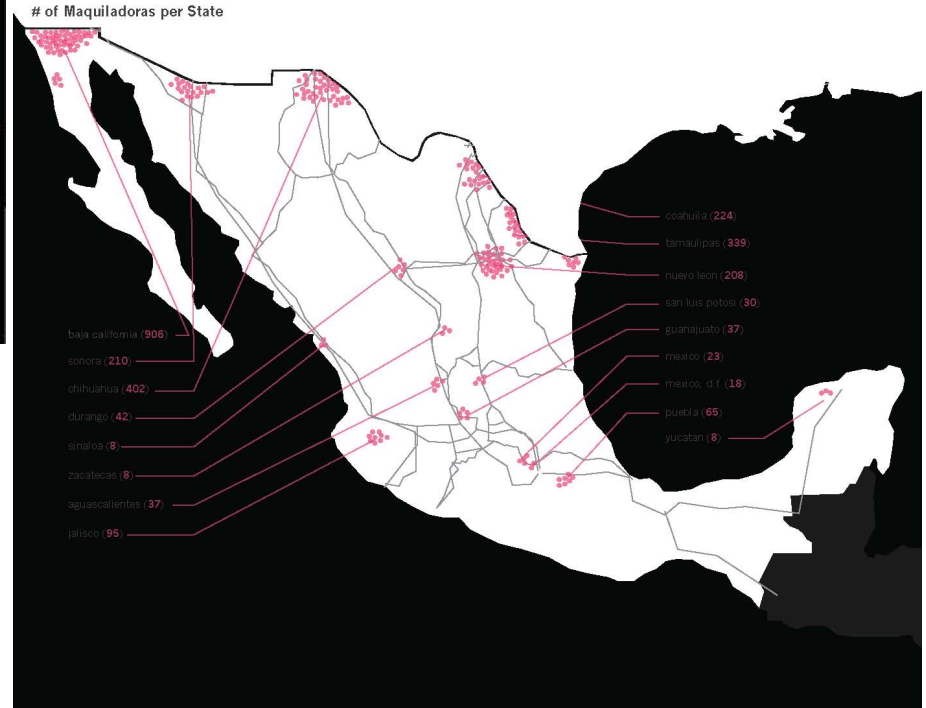 # of Maquiladoras per State
baja california (906)
sonora (210)
chihuahua (402)
durango (42)
sinaloa (8)
zacatecas (8)
aguascalientes (37)
jalisco (95)
coahuila (224)
tamaulipas (339)
nuevo leon (208)
san luis potosi (30)
guanajuato (37)
mexico (23)
mexico, d.f. (18)
puebla (65)
yucatan (8)